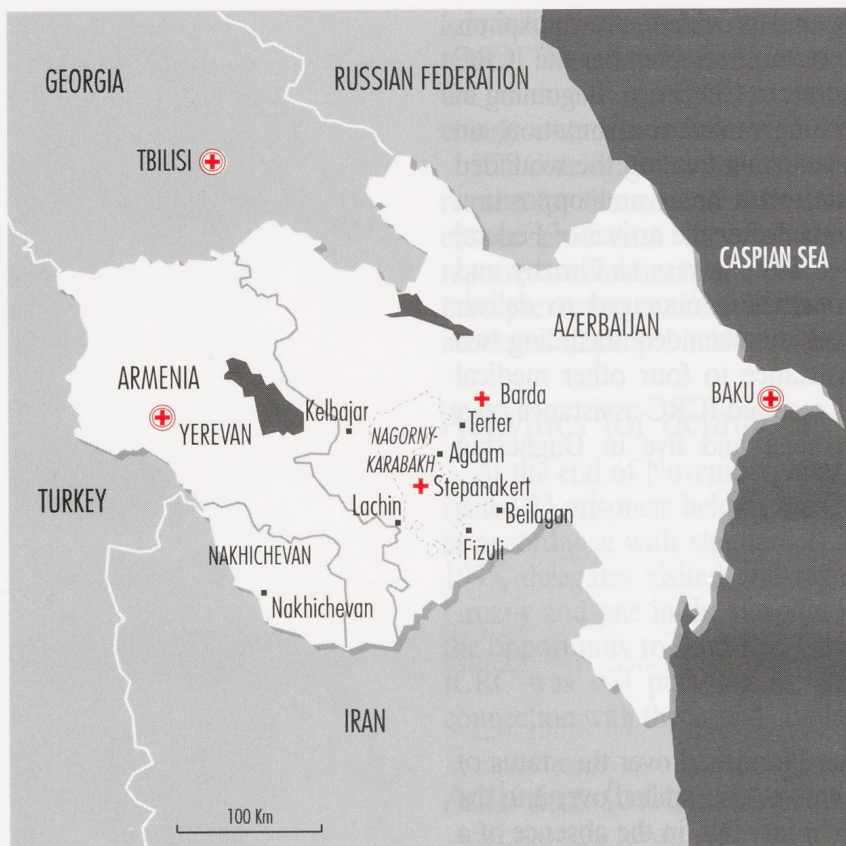 GEORGIA
RUSSIAN FEDERATION
TBILISI
CASPIAN SEA
AZERBAIJAN
ARMENIA
BAKU
Barda
Kelbajar
Terter
YEREVAN
NAGORNY-
KARABAKH
Agdam
Stepanakert
TURKEY
Lachin
Beilagan
Fizuli
NAKHICHEVAN
Nakhichevan
IRAN
100 Km